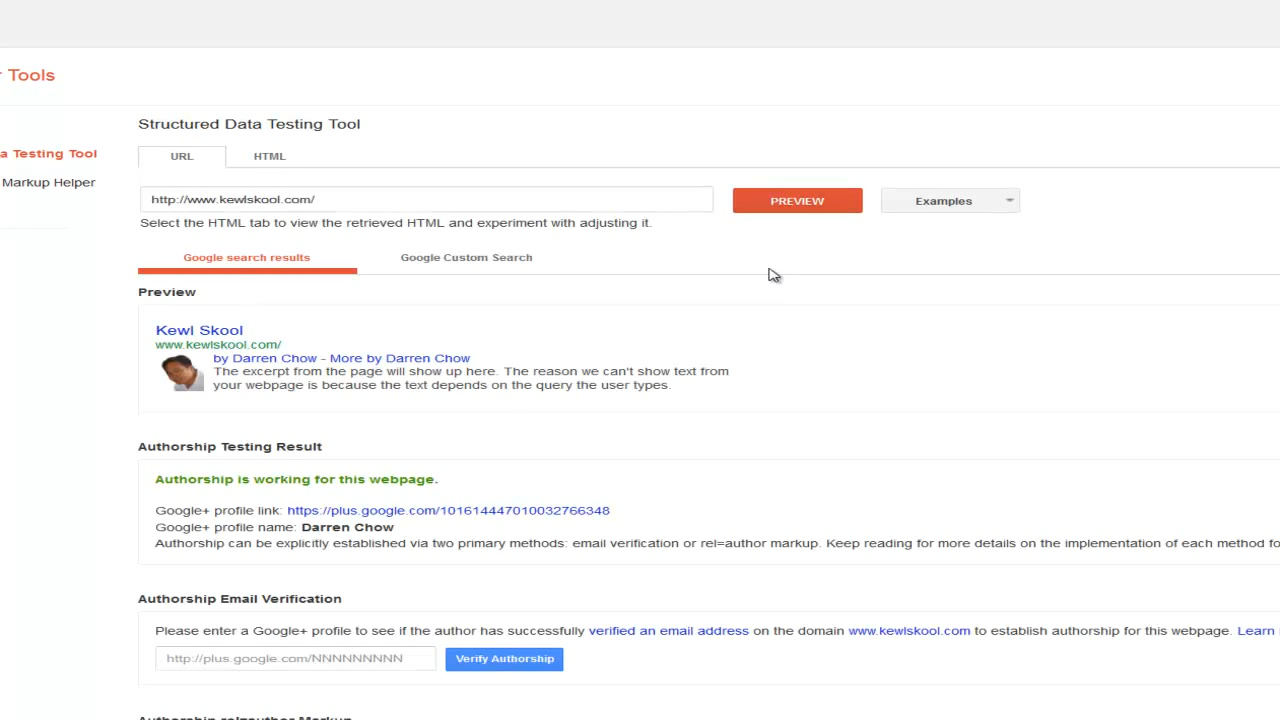 r Tools
Structured Data Testing Tool
URL HTML
a Testing Tool
Markup Helper
http://www.kewlskool.com/ PREVIEW Examples
Select the HTML tab to view the retrieved HTML and experiment with adjusting it.
Google search results Google Custom Search
Preview
Kewl Skool
www.kewlskool.com/
by Darren Chow - More by Darren Chow
The excerpt from the page will show up here. The reason we can't show text from
your webpage is because the text depends on the query the user types.
Authorship Testing Result
Authorship is working for this webpage.
Google+ profile link: https://plus.google.com/101614447010032766348
Google+ profile name: Darren Chow
Authorship can be explicitly established via two primary methods: email verification or rel=author markup. Keep reading for more details on the implementation of each method fo
Authorship Email Verification
Please enter a Google+ profile to see if the author has successfully verified an email address on the domain www.kewlskool.com to establish authorship for this webpage. Learn
http://plus.google.com/NNNNNNNNN Verify Authorship
Authorship rel=author Markup